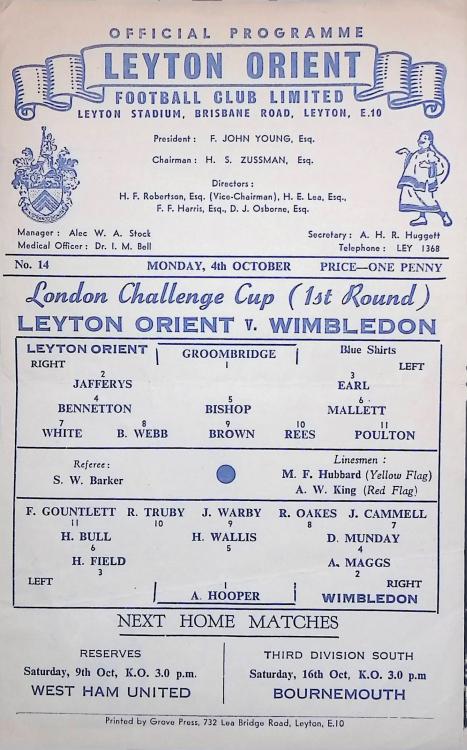 OFFICIAL PROGRAMME
LEYTON ORIENT
FOOTBALL CLUB LIMITED
LEYTON STADIUM, BRISBANE ROAD, LEYTON, E.10
President : F. JOHN YOUNG, Esq.
Chairman : H. S. ZUSSMAN, Esq.
Directors :
H. F. Robertson, Esq. (Vice-Chairman), H. E. Lea, Esq.,
F. F. Harris, Esq., D. J. Osborne, Esq.
Manager : Alec W. A. Stock Secretary : A. H. R. Huggett
Medical Officer : Dr. I. M. Bell Telephone : LEY 1368
No. 14 MONDAY, 4th OCTOBER PRICE—ONE PENNY
London Challenge Cup (1st Round)
LEYTON ORIENT v. WIMBLEDON
LEYTON ORIENT GROOMBRIDGE Blue Shirts
RIGHT 1 LEFT
2 3
JAFFERYS EARL
4 5 6
BENNETTON BISHOP MALLETT
7 8 9 10 11
WHITE B. WEBB BROWN REES POULTON
Referee : Linesmen :
S. W. Barker M. F. Hubbard (Yellow Flag)
A. W. King (Red Flag)
F. GOUNTLETT R. TRUBY J. WARBY R. OAKES J. CAMMELL
11 10 9 8 7
H. BULL H. WALLIS D. MUNDAY
6 5 4
H. FIELD A. MAGGS
3 2
LEFT 1 RIGHT
A. HOOPER WIMBLEDON
NEXT HOME MATCHES
RESERVES THIRD DIVISION SOUTH
Saturday, 9th Oct, K.O. 3.0 p.m. Saturday, 16th Oct, K.O. 3.0 p.m
WEST HAM UNITED BOURNEMOUTH
Printed by Grove Press, 732 Lea Bridge Road, Leyton, E.10